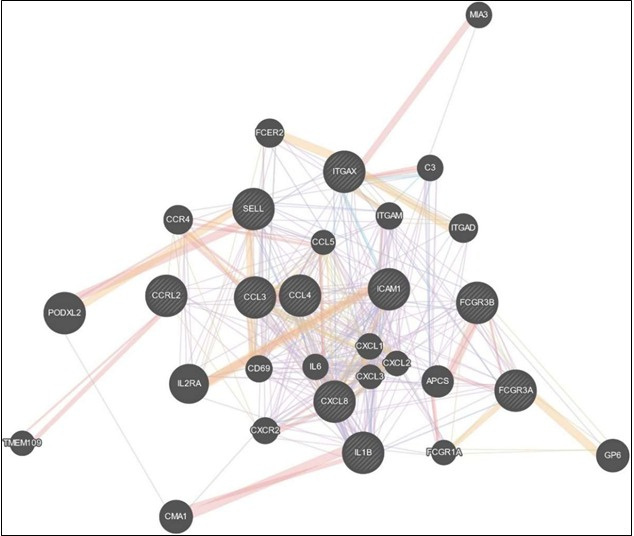 MIA3
FCER2
ITGAX
C3
SELL
CCR4
ITGAM
ITGAD
CCL5
CCRL2
CCL3
CCL4
ICAM1
FCGR3B
PODXL2
CXCL1
CXCL2
CD69
IL6
CXCL3
APCS
IL2RA
FCGR3A
CXCL8
CXCR2
TMEM109
IL1B
FCGR1A
GP6
CMA1